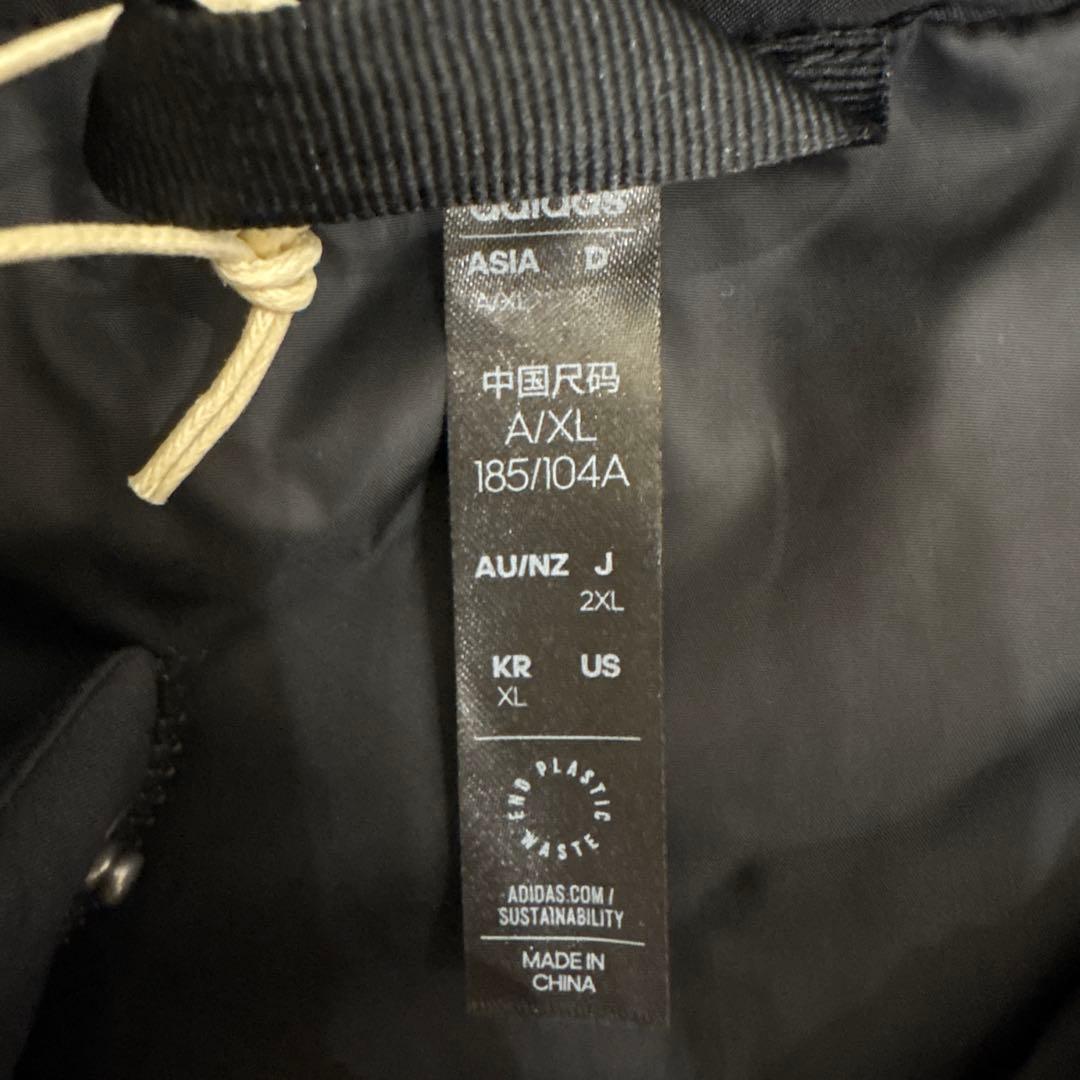 adidas
ASIA D
A/XL
中国尺码
A/XL
185/104A
AU/NZ J
2XL
KR US
XL
END PLASTIC WASTE
ADIDAS.COM/
SUSTAINABILITY
MADE IN
CHINA